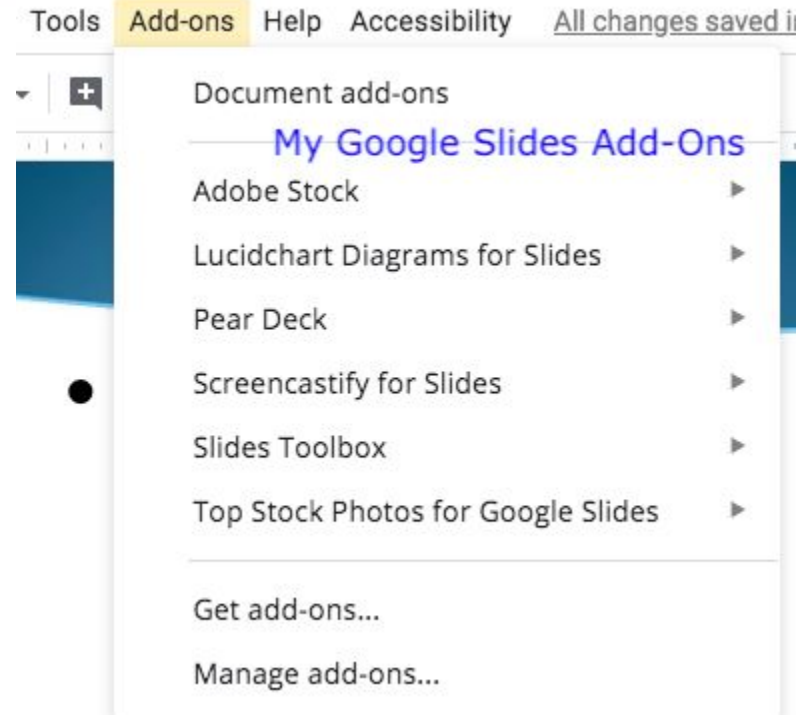 Tools Add-ons Help Accessibility All changes saved
Document add-ons
My Google Slides Add-Ons
Adobe Stock
Lucidchart Diagrams for Slides
Pear Deck
Screencastify for Slides
Slides Toolbox
Top Stock Photos for Google Slides
Get add-ons...
Manage add-ons...